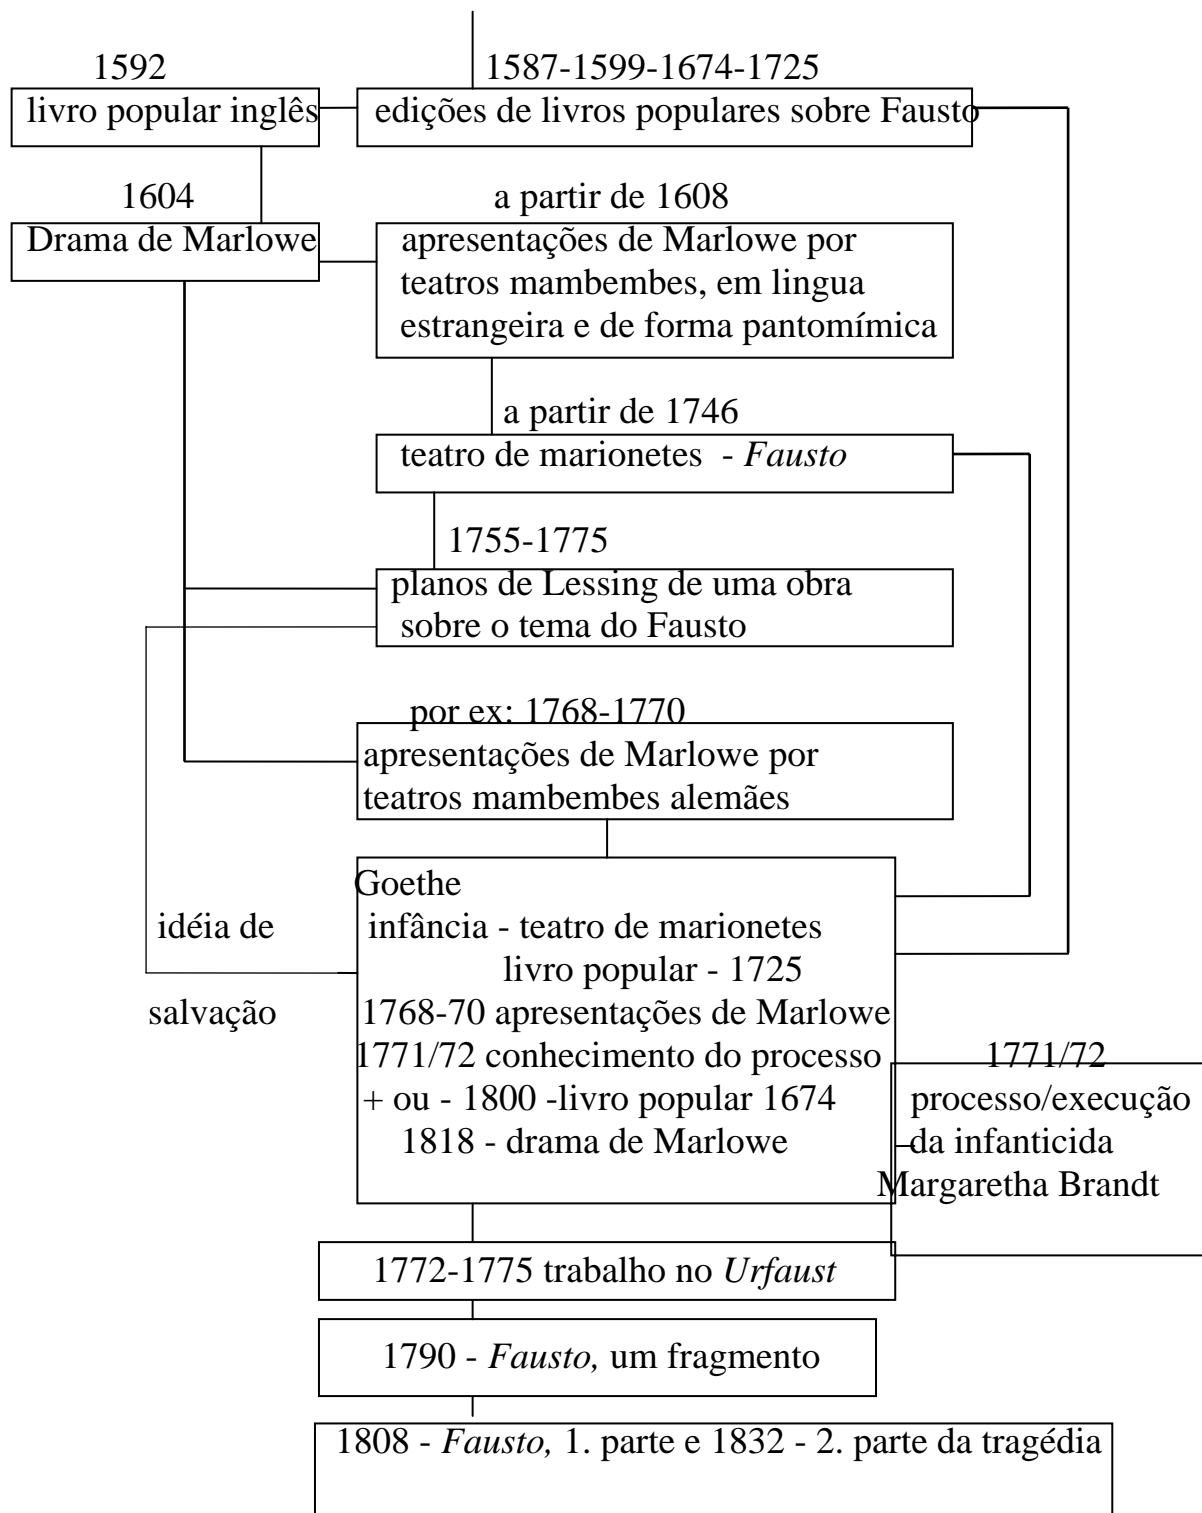 1592
livro popular inglês
1587-1599-1674-1725
edições de livros populares sobre Fausto
1604
Drama de Marlowe
a partir de 1608
apresentações de Marlowe por
teatros mambembes, em lingua
estrangeira e de forma pantomímica
a partir de 1746
teatro de marionetes - Fausto
1755-1775
planos de Lessing de uma obra
sobre o tema do Fausto
por ex: 1768-1770
apresentações de Marlowe por
teatros mambembes alemães
idéia de
salvação
Goethe
infância - teatro de marionetes
livro popular - 1725
1768-70 apresentações de Marlowe
1771/72 conhecimento do processo
+ ou - 1800 -livro popular 1674
1818 - drama de Marlowe
1771/72
processo/execução
da infanticida
Margaretha Brandt
1772-1775 trabalho no Urfaust
1790 - Fausto, um fragmento
1808 - Fausto, 1. parte e 1832 - 2. parte da tragédia